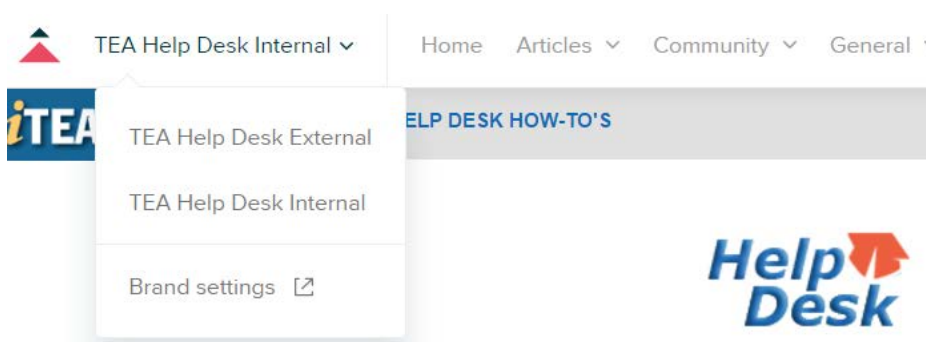 TEA Help Desk Internal Home Articles Community General
iTEA ELP DESK HOW-TO'S
TEA Help Desk External
TEA Help Desk Internal
Brand settings
Help
Desk